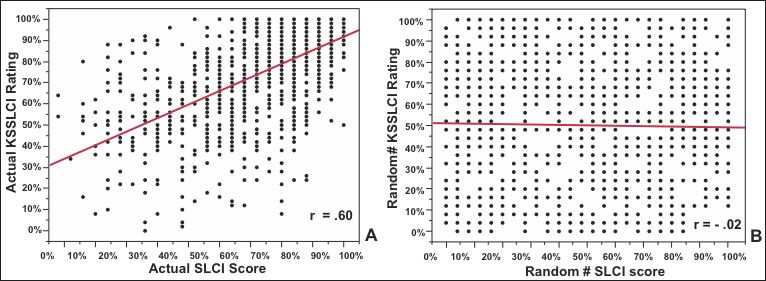 Actual KSSLCI Rating
100%
90%
80%
70%
60%
50%
40%
30%
20%
10%
0%
r = .60
A
0% 10% 20% 30% 40% 50% 60% 70% 80% 90% 100%
Actual SLCI Score
Random# KSSLCI Rating
100%
90%
80%
70%
60%
50%
40%
30%
20%
10%
0%
r = - .02
B
0% 10% 20% 30% 40% 50% 60% 70% 80% 90% 100%
Random # SLCI score